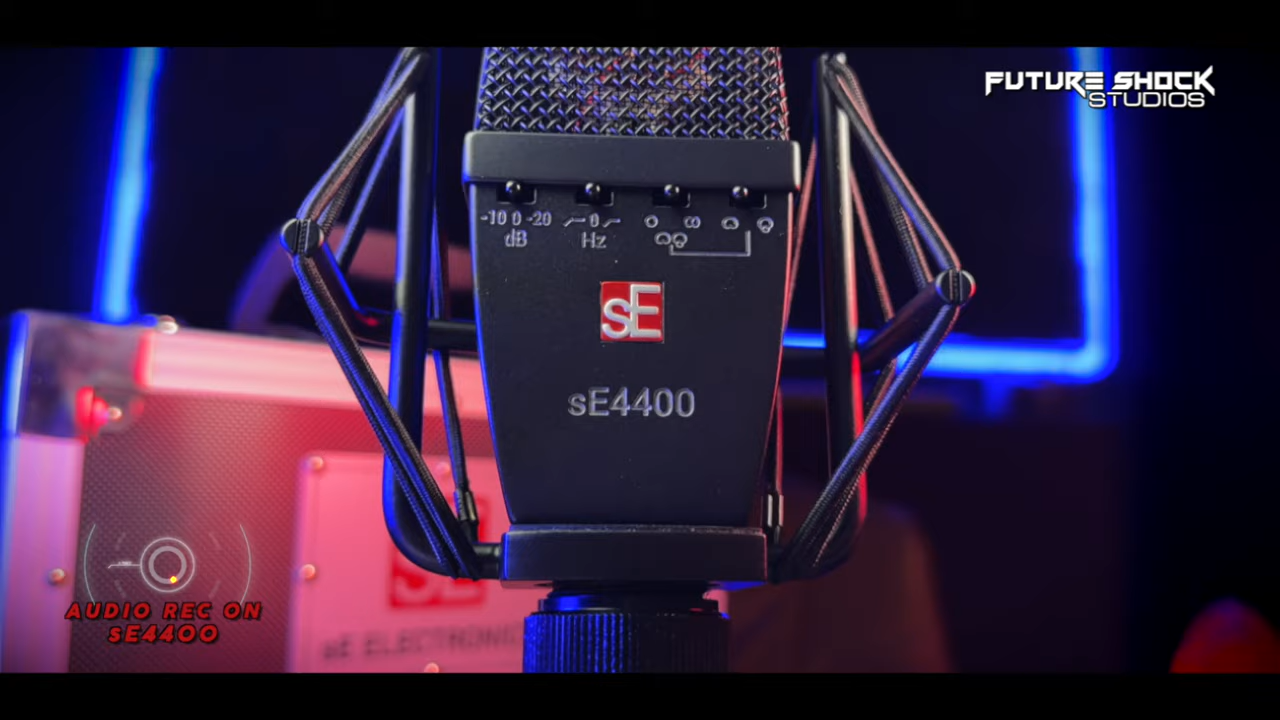 FUTURE SHOCK
STUDIOS
-10 0 -20
dB
0
Hz
sE
sE4400
AUDIO REC ON
sE4400
sE
sE ELECTRONIC